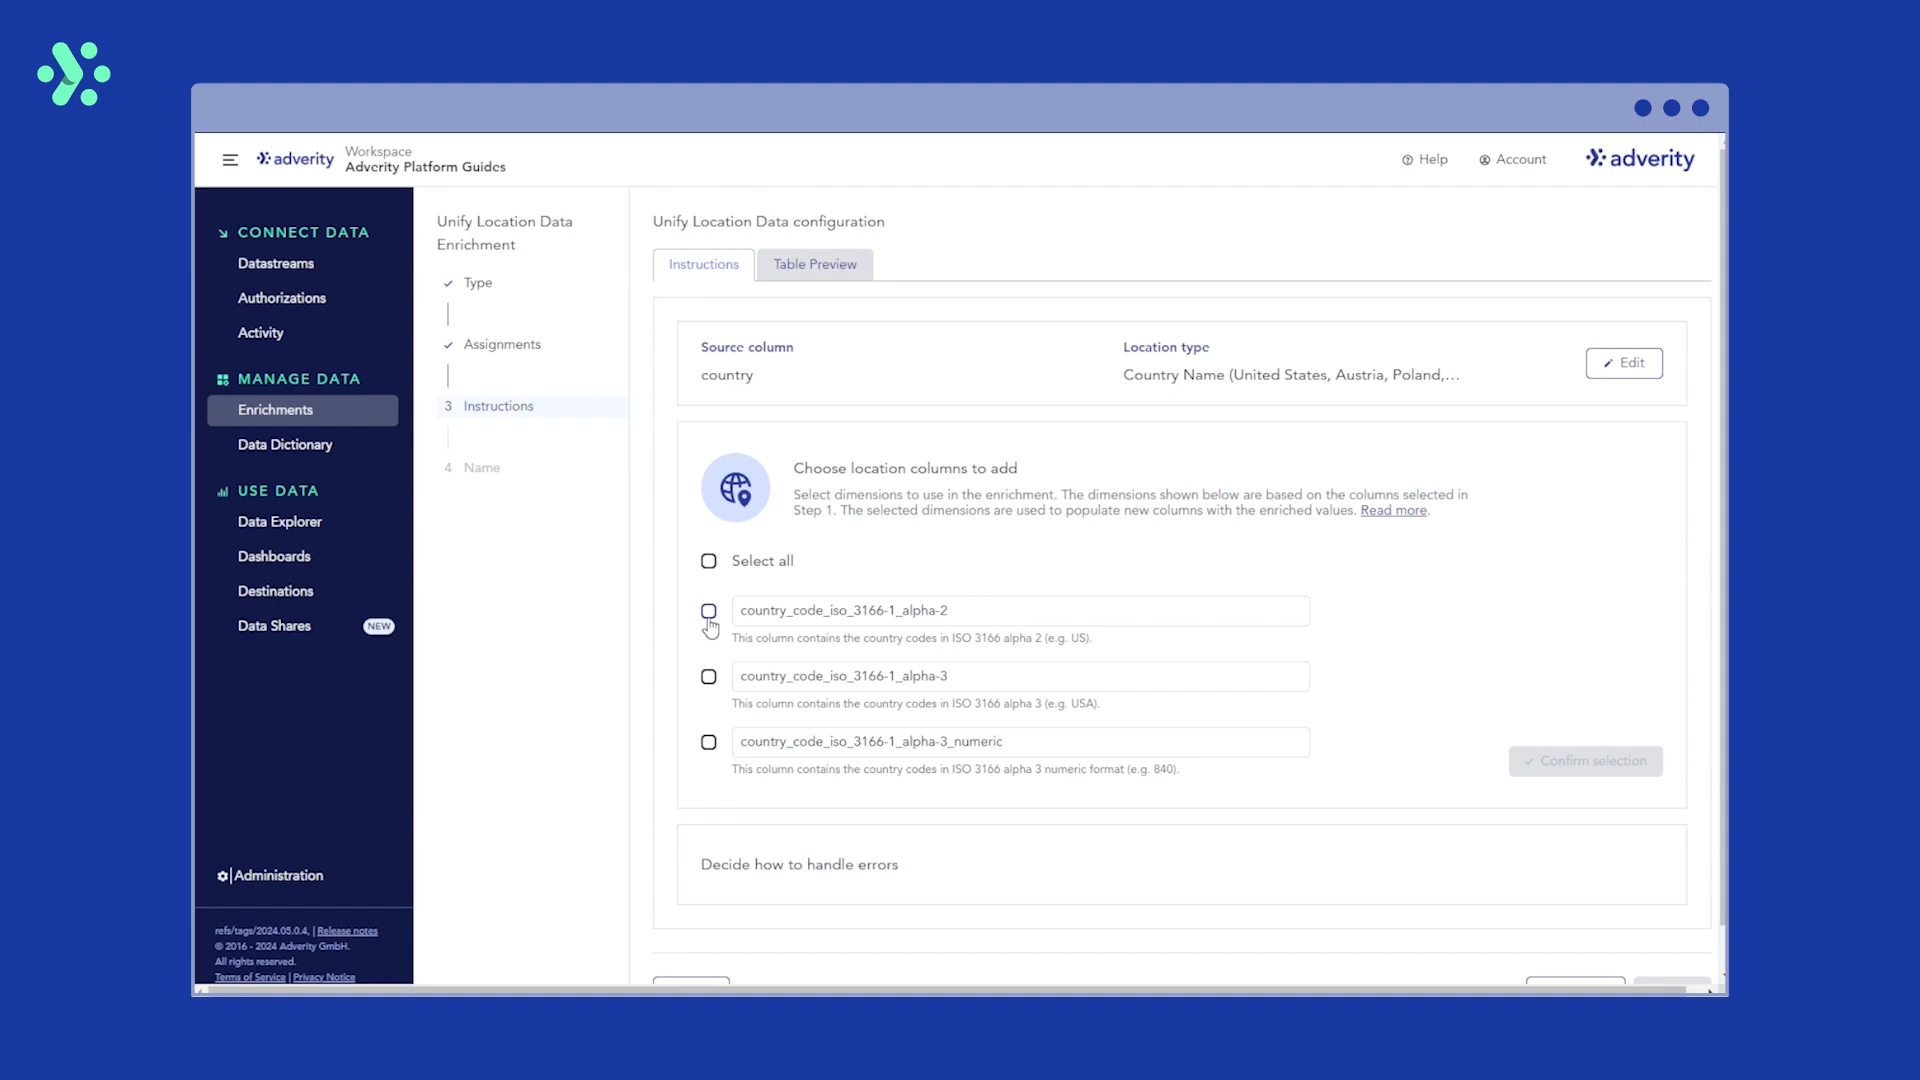 adverity
Workspace
Adverity Platform Guides
Help
Account
adverity
CONNECT DATA
Datastreams
Authorizations
Activity
MANAGE DATA
Enrichments
Data Dictionary
USE DATA
Data Explorer
Dashboards
Destinations
Data Shares NEW
Administration
refs/tags/2024.05.0.4, | Release notes
© 2016 - 2024 Adverity GmbH.
All rights reserved.
Terms of Service | Privacy Notice
Unify Location Data
Enrichment
Type
Assignments
3 Instructions
4 Name
Unify Location Data configuration
Instructions
Table Preview
Source column
country
Location type
Country Name (United States, Austria, Poland,...
Edit
Choose location columns to add
Select dimensions to use in the enrichment. The dimensions shown below are based on the columns selected in
Step 1. The selected dimensions are used to populate new columns with the enriched values. Read more.
Select all
country_code_iso_3166-1_alpha-2
This column contains the country codes in ISO 3166 alpha 2 (e.g. US).
country_code_iso_3166-1_alpha-3
This column contains the country codes in ISO 3166 alpha 3 (e.g. USA).
country_code_iso_3166-1_alpha-3_numeric
This column contains the country codes in ISO 3166 alpha 3 numeric format (e.g. 840).
Confirm selection
Decide how to handle errors